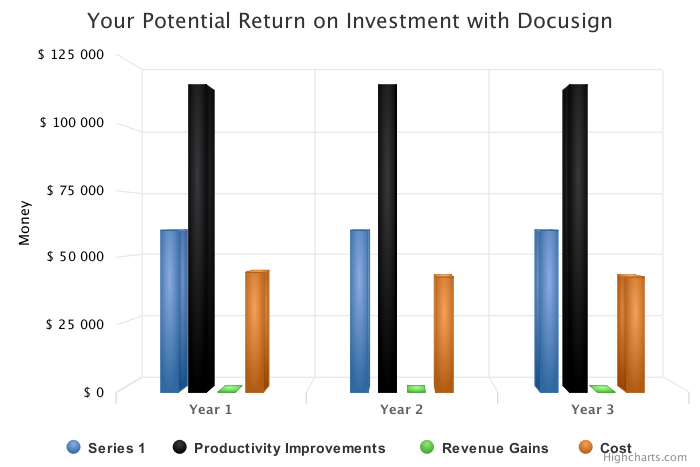 Your Potential Return on Investment with Docusign
$ 125 000
$ 100 000
$ 75 000
$ 50 000
$ 25 000
$ 0
Money
Year 1 Year 2 Year 3
Series 1 Productivity Improvements Revenue Gains Cost
Highcharts.com